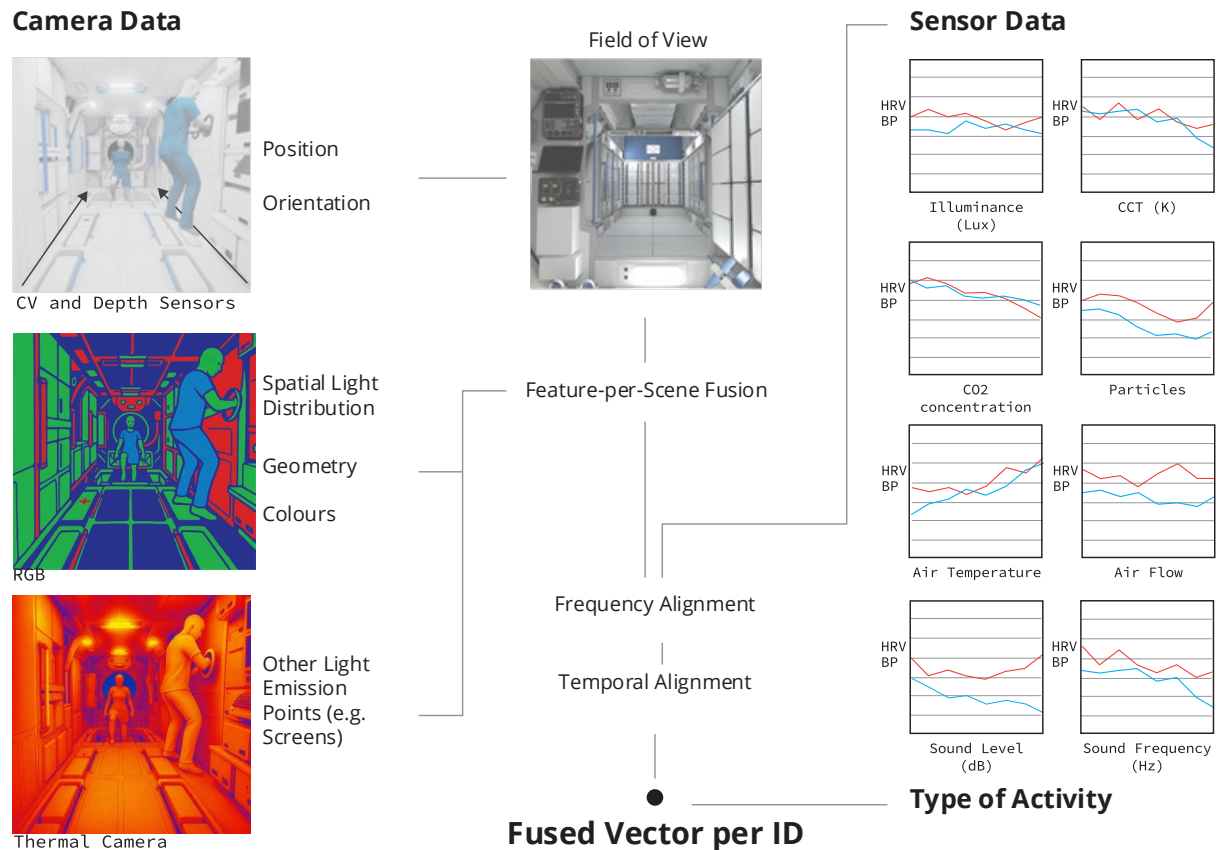 Camera Data
Position
Orientation
CV and Depth Sensors
Spatial Light
Distribution
Geometry
Colours
RGB
Other Light
Emission
Points (e.g.
Screens)
Thermal Camera
Field of View
Feature-per-Scene Fusion
Frequency Alignment
Temporal Alignment
Fused Vector per ID
Sensor Data
HRV
BP
Illuminance
(Lux)
HRV
BP
CCT (K)
HRV
BP
CO2
concentration
HRV
BP
Particles
HRV
BP
Air Temperature
HRV
BP
Air Flow
HRV
BP
Sound Level
(dB)
HRV
BP
Sound Frequency
(Hz)
Type of Activity